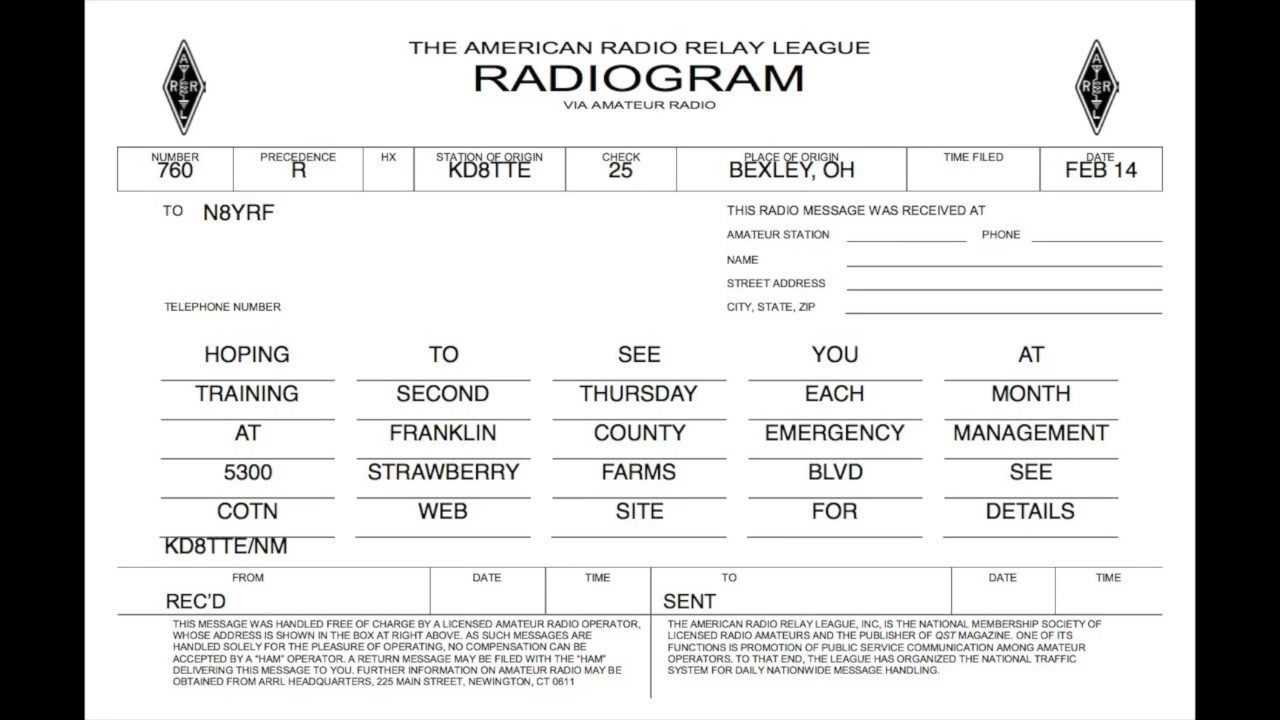 THE AMERICAN RADIO RELAY LEAGUE
RADIOGRAM
VIA AMATEUR RADIO
A
R R
L
A
R R
L
NUMBER PRECEDENCE HX STATION OF ORIGIN CHECK PLACE OF ORIGIN TIME FILED DATE
760 R KD8TTE 25 BEXLEY, OH FEB 14
TO N8YRF
THIS RADIO MESSAGE WAS RECEIVED AT
AMATEUR STATION PHONE
NAME
STREET ADDRESS
TELEPHONE NUMBER
CITY, STATE, ZIP
HOPING TO SEE YOU AT
TRAINING SECOND THURSDAY EACH MONTH
AT FRANKLIN COUNTY EMERGENCY MANAGEMENT
5300 STRAWBERRY FARMS BLVD SEE
COTN WEB SITE FOR DETAILS
KD8TTE/NM
FROM DATE TIME TO DATE TIME
REC'D SENT
THIS MESSAGE WAS HANDLED FREE OF CHARGE BY A LICENSED AMATEUR RADIO OPERATOR,
WHOSE ADDRESS IS SHOWN IN THE BOX AT RIGHT ABOVE. AS SUCH MESSAGES ARE
HANDLED SOLELY FOR THE PLEASURE OF OPERATING, NO COMPENSATION CAN BE
ACCEPTED BY A "HAM" OPERATOR. A RETURN MESSAGE MAY BE FILED WITH THE "HAM"
DELIVERING THIS MESSAGE TO YOU. FURTHER INFORMATION ON AMATEUR RADIO MAY BE
OBTAINED FROM ARRL HEADQUARTERS, 225 MAIN STREET, NEWINGTON, CT 0611
THE AMERICAN RADIO RELAY LEAGUE, INC, IS THE NATIONAL MEMBERSHIP SOCIETY OF
LICENSED RADIO AMATEURS AND THE PUBLISHER OF QST MAGAZINE. ONE OF ITS
FUNCTIONS IS PROMOTION OF PUBLIC SERVICE COMMUNICATION AMONG AMATEUR
OPERATORS. TO THAT END, THE LEAGUE HAS ORGANIZED THE NATIONAL TRAFFIC
SYSTEM FOR DAILY NATIONWIDE MESSAGE HANDLING.